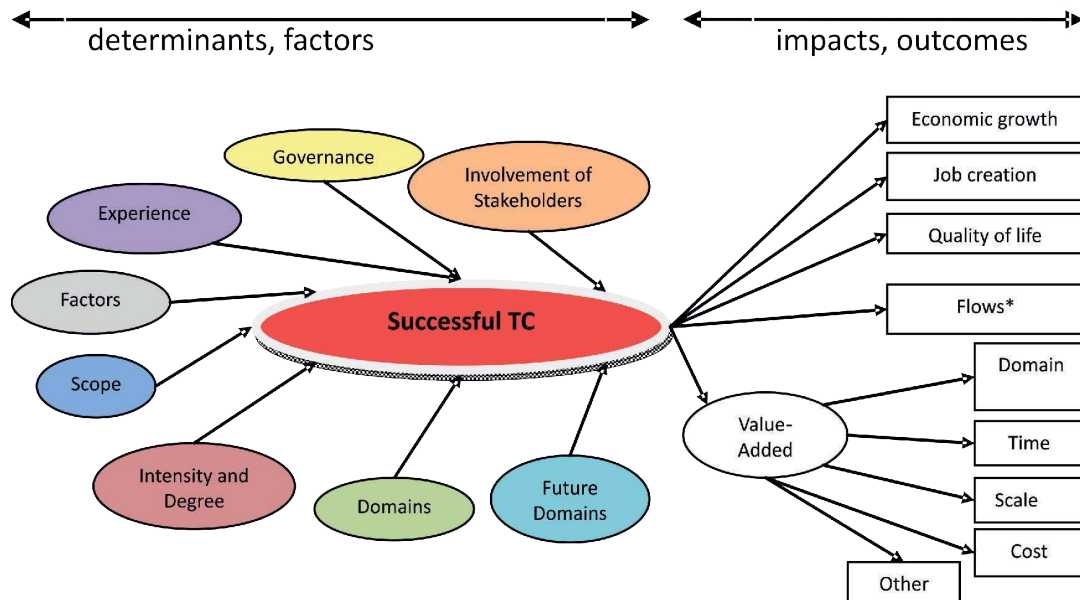 determinants, factors
impacts, outcomes
Governance
Involvement of
Stakeholders
Experience
Factors
Scope
Intensity and
Degree
Domains
Future
Domains
Successful TC
Economic growth
Job creation
Quality of life
Flows*
Value-
Added
Domain
Time
Scale
Cost
Other